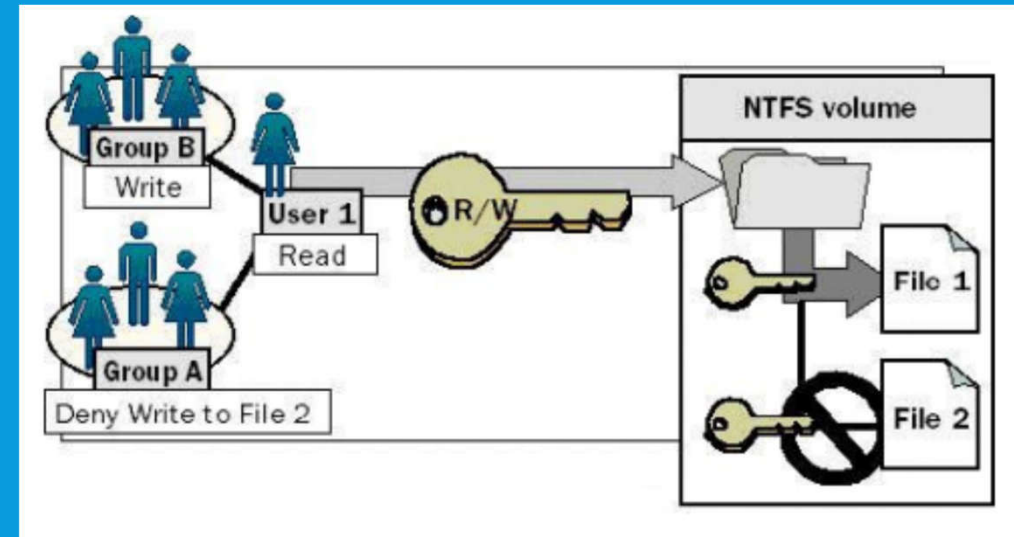 NTFS volume
Group B
Write
User 1
Read
R/W
File 1
Group A
Deny Write to File 2
File 2